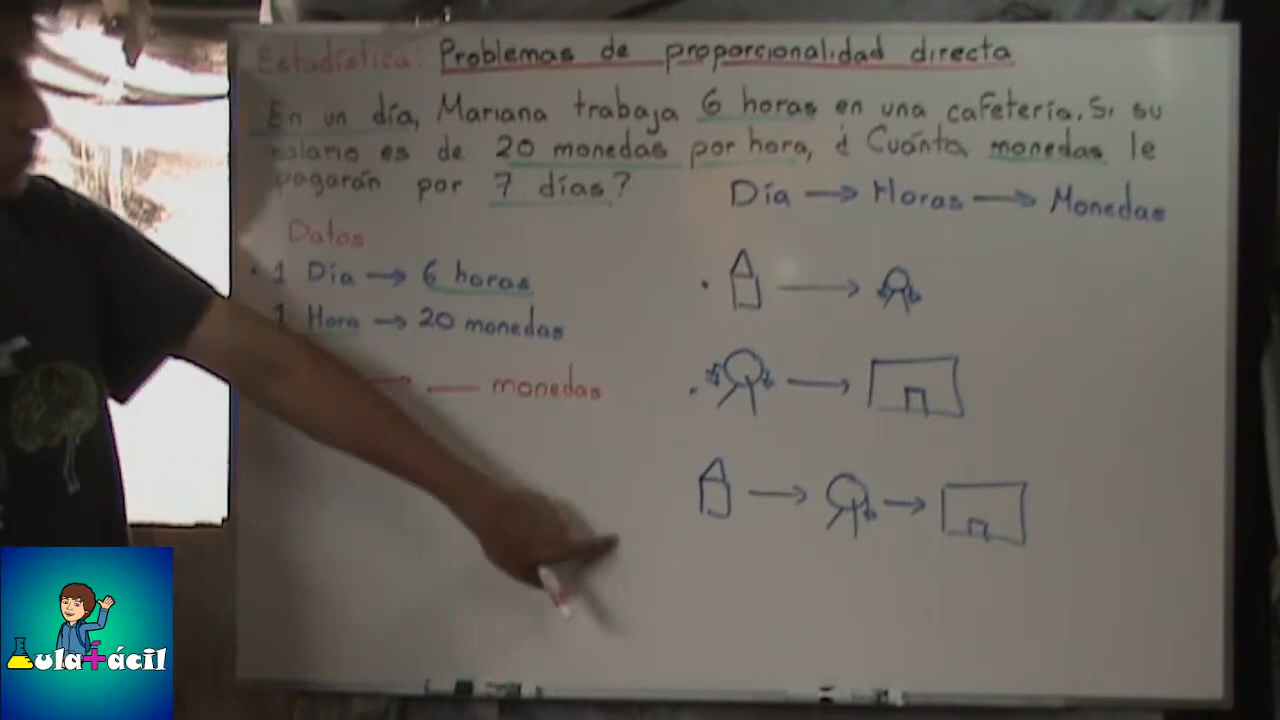 Estadística: Problemas de proporcionalidad directa
En un día, Mariana trabaja 6 horas en una cafetería. Si su
salario es de 20 monedas por hora, ¿ Cuánta monedas le
pagarán por 7 días?
Día → Horas → Monedas
Datos
• 1 Día → 6 horas
1 Hora → 20 monedas
___ monedas
Aulafácil